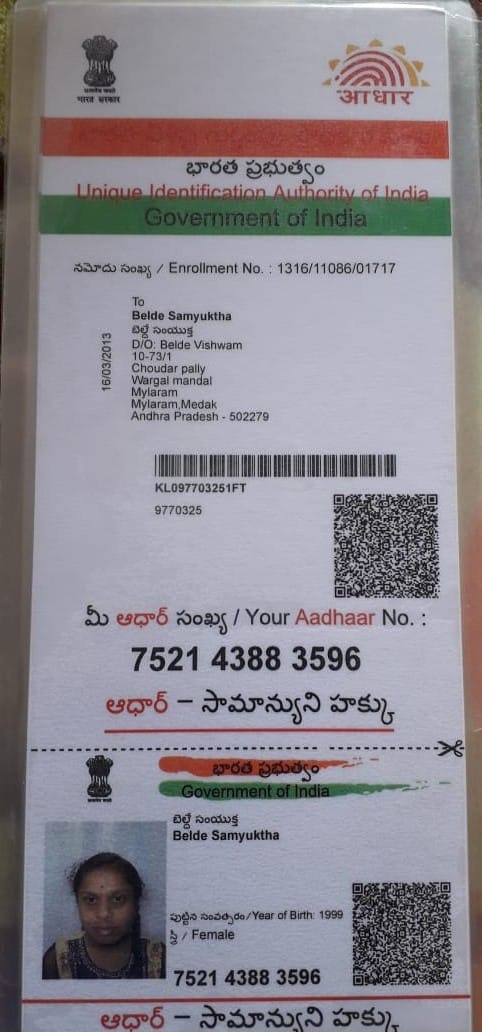 भारत सरकार
आधार
భారత ప్రభుత్వం
Unique Identification Authority of India
Government of India
నమోదు సంఖ్య / Enrollment No. : 1316/11086/01717
16/03/2013
To
Belde Samyuktha
బెల్దే సంయుక్త
D/O: Belde Vishwam
10-73/1
Choudar pally
Wargal mandal
Mylaram
Mylaram,Medak
Andhra Pradesh - 502279
KL097703251FT
9770325
మీ ఆధార్ సంఖ్య / Your Aadhaar No. :
7521 4388 3596
ఆధార్ – సామాన్యుని హక్కు
భారత ప్రభుత్వం
Government of India
బెల్దే సంయుక్త
Belde Samyuktha
పుట్టిన సంవత్సరం/Year of Birth: 1999
స్త్రీ / Female
7521 4388 3596
ఆధార్ – సామాన్యుని హక్కు